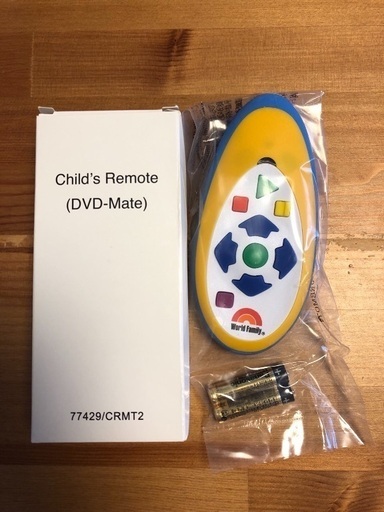 Child's Remote
(DVD-Mate)
77429/CRMT2
World Family